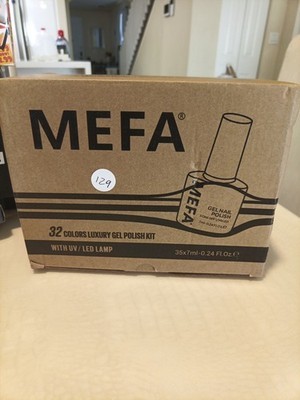 MEFA®
129
MEFA
GEL NAIL
POLISH
32 COLORS LUXURY GEL POLISH KIT
WITH UV/ LED LAMP
35x7ml-0.24 Fl.Oz.℮